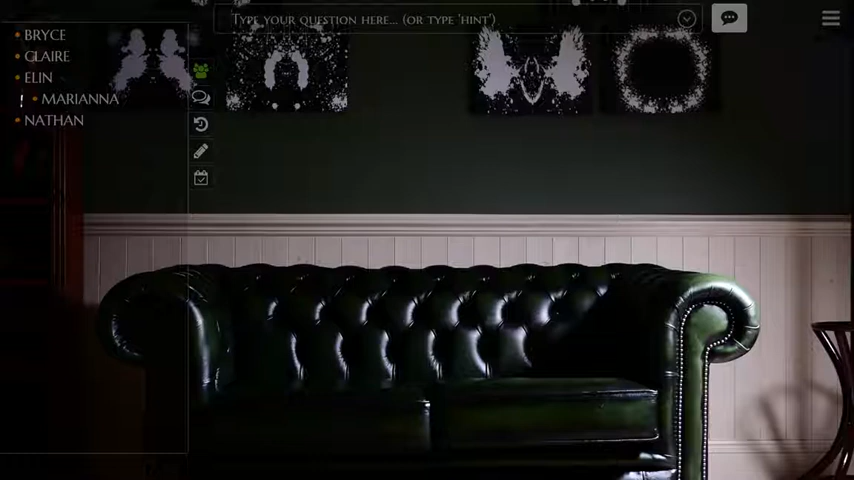 Type your question here... (or type 'hint')
BRYCE
CLAIRE
ELIN
! MARIANNA
NATHAN